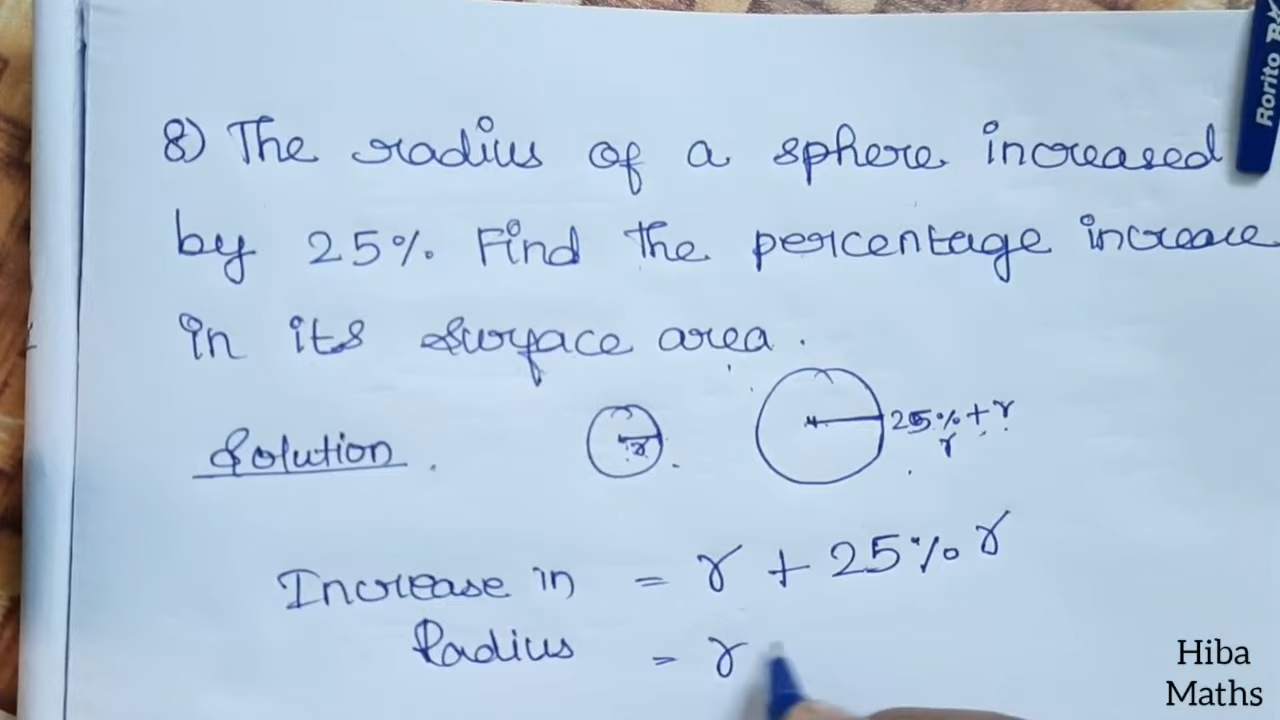 8) The radius of a sphere increased
by 25%. Find the percentage increase
in its surface area.
Solution.
r
25% r + r
Increase in = r + 25% r
Radius = r
Rorito
Hiba
Maths